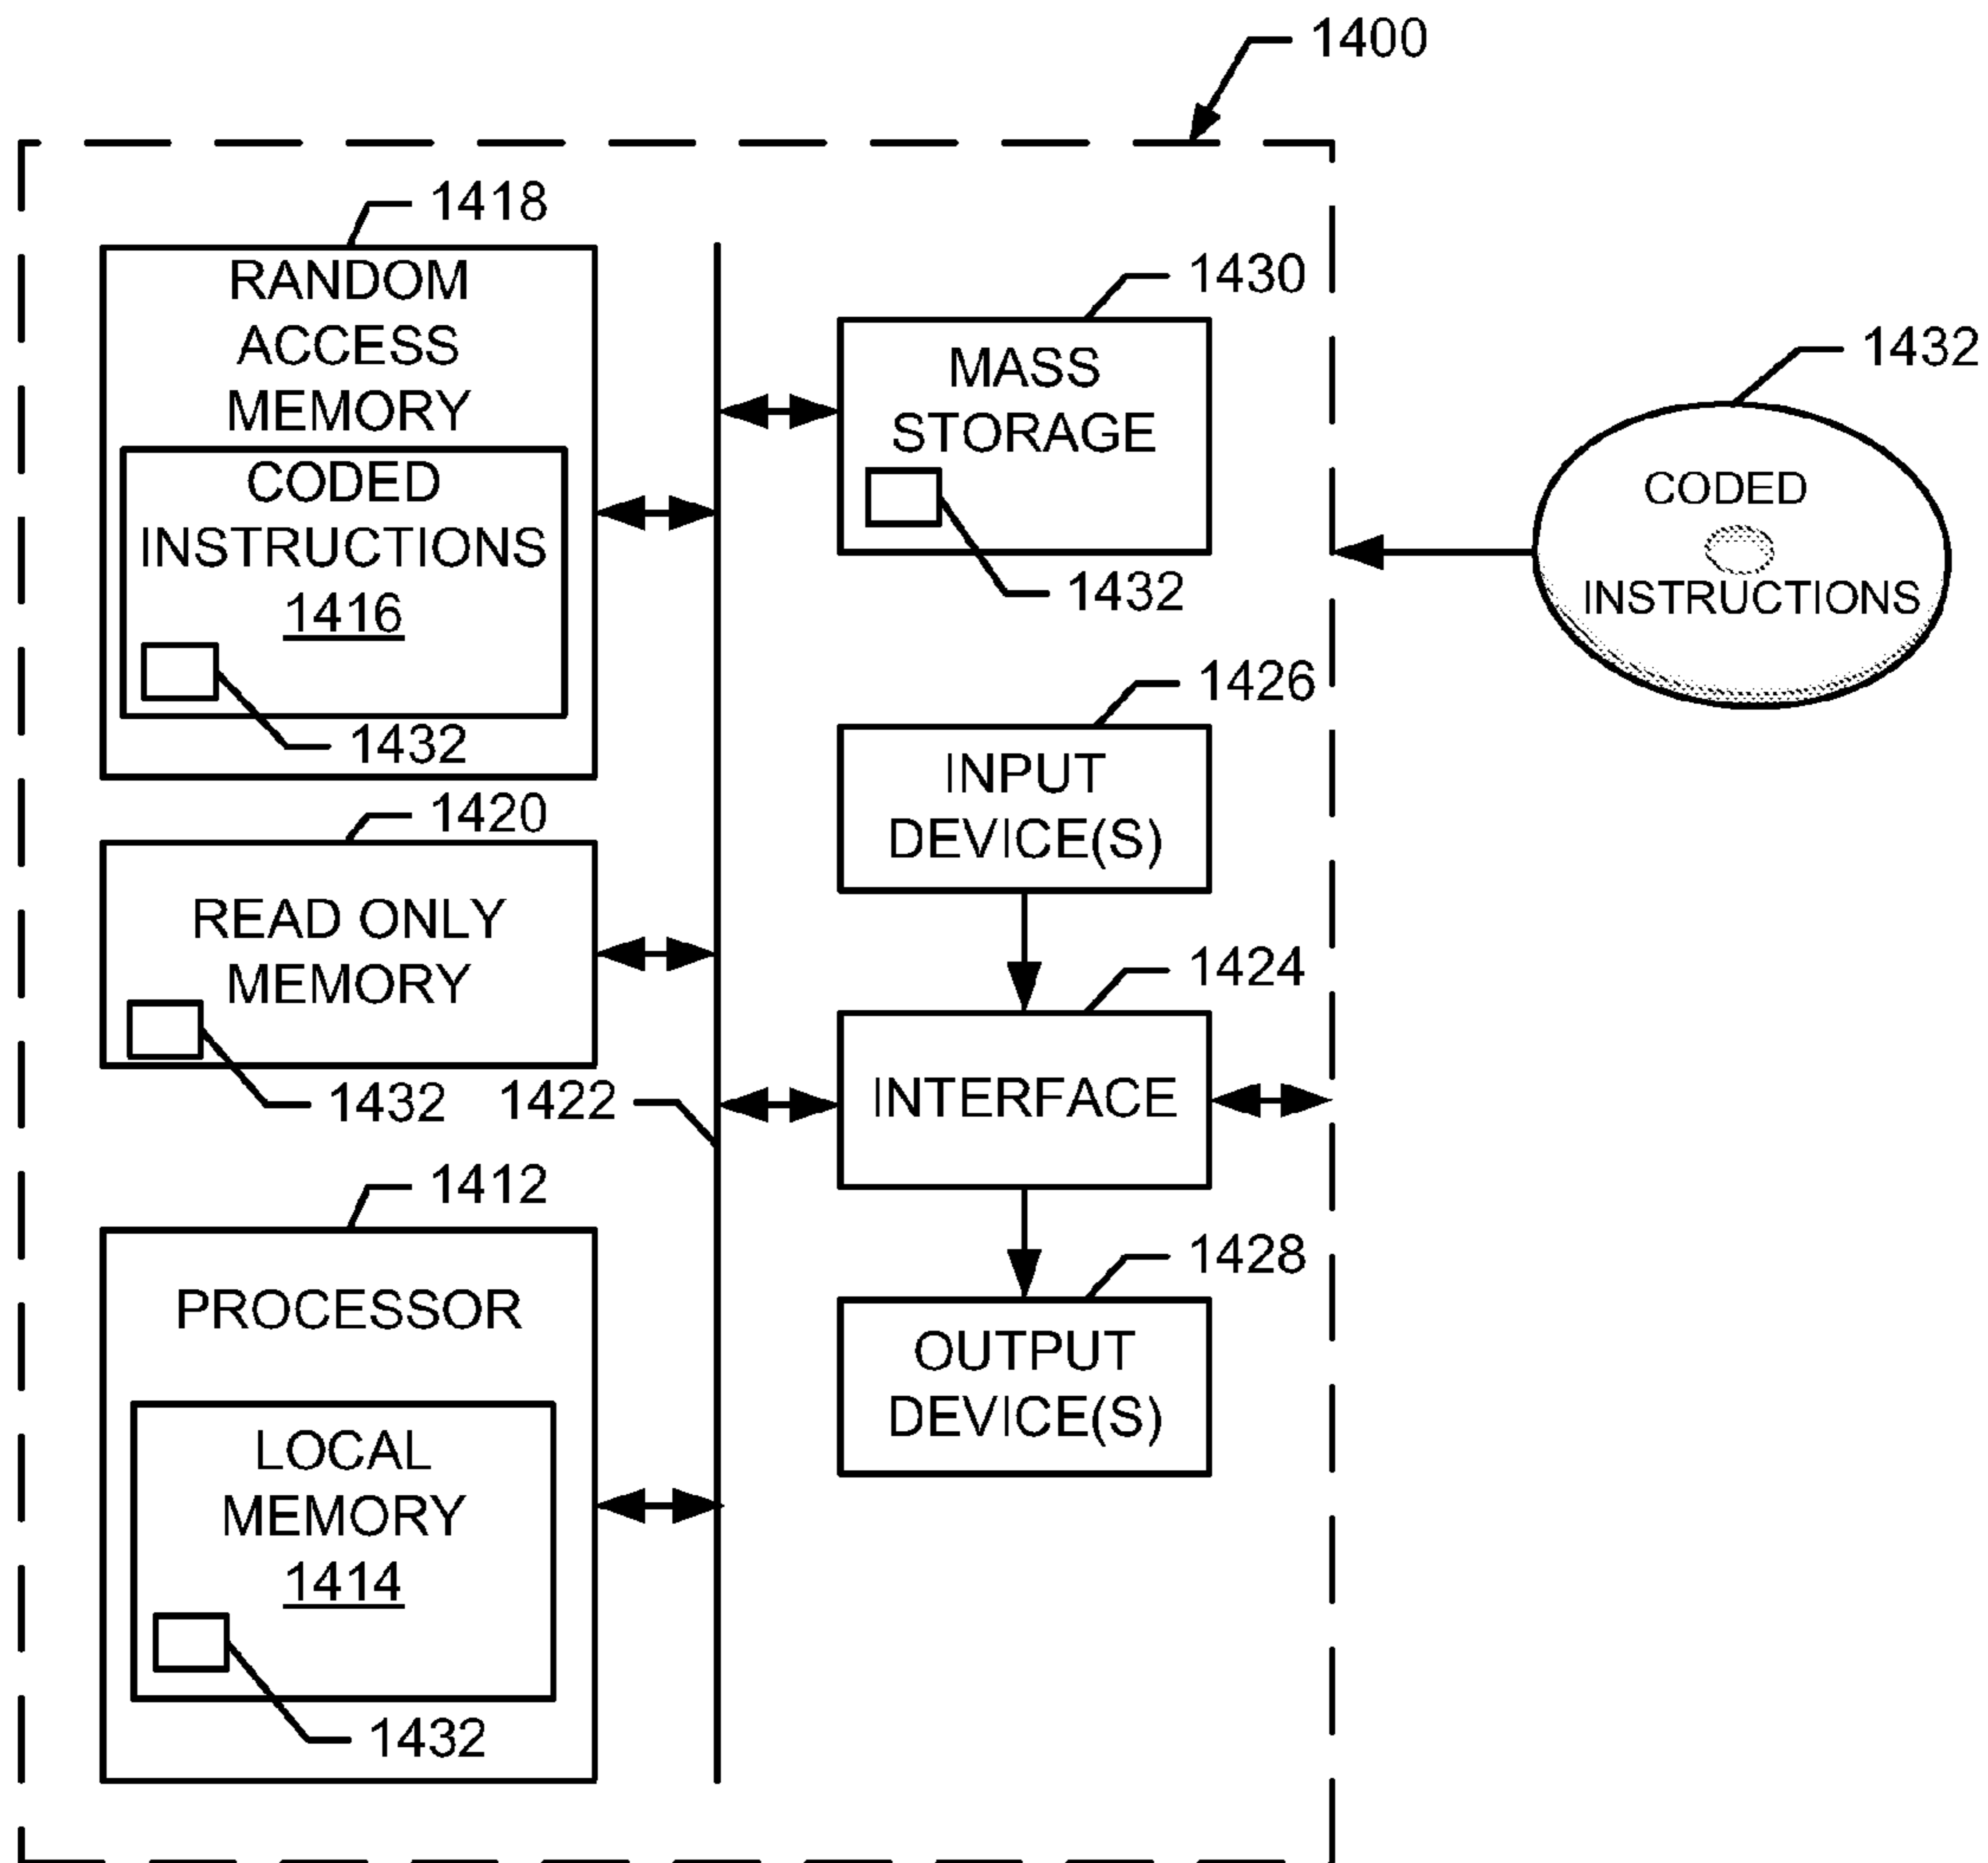 1400
1418
RANDOM
ACCESS
MEMORY
CODED
INSTRUCTIONS
1416
1432
1430
MASS
STORAGE
1432
1432
CODED
INSTRUCTIONS
1426
INPUT
DEVICE(S)
1420
READ ONLY
MEMORY
1432
1422
1424
INTERFACE
1412
PROCESSOR
LOCAL
MEMORY
1414
1432
1428
OUTPUT
DEVICE(S)